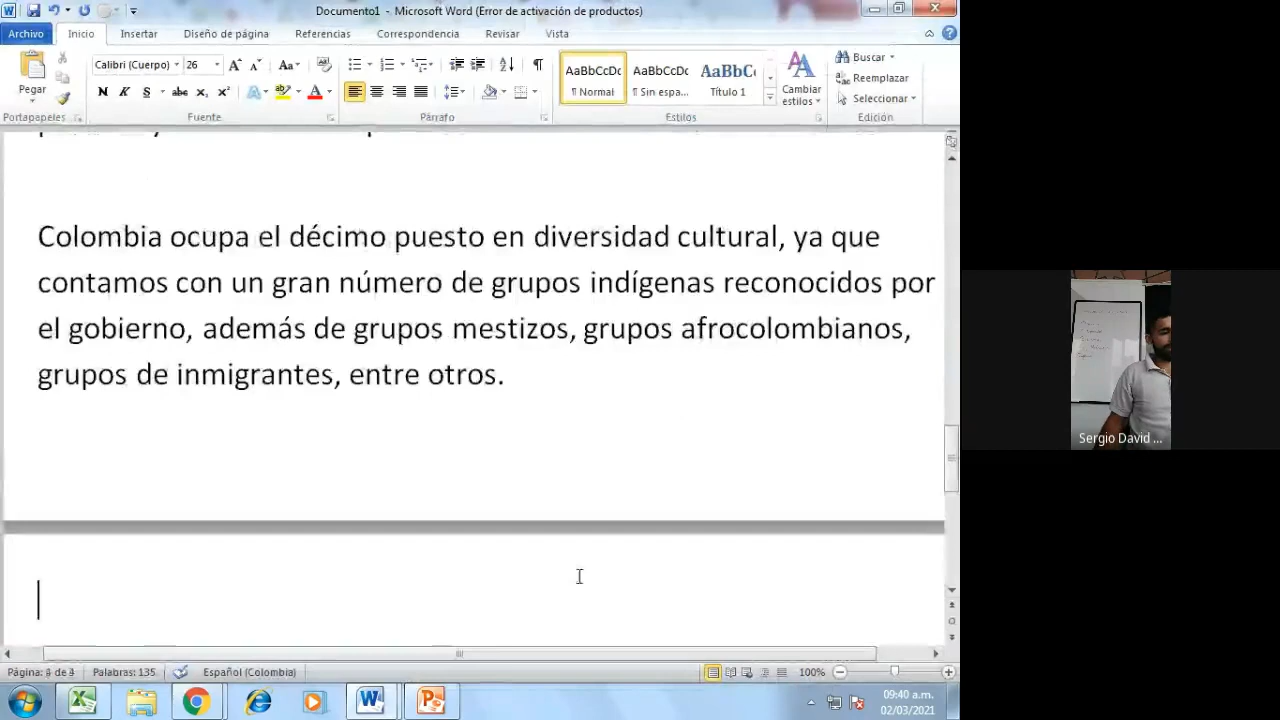 Documento1 - Microsoft Word (Error de activación de productos)
Archivo Inicio Insertar Diseño de página Referencias Correspondencia Revisar Vista
Calibri (Cuerpo) 26 Aa
Pegar
N K S abc x₂ x² A
AaBbCcDc AaBbCcDc AaBbC
¶ Normal ¶ Sin espa... Título 1
Cambiar estilos
Buscar
Reemplazar
Seleccionar
Portapapeles Fuente Párrafo Estilos Edición
Colombia ocupa el décimo puesto en diversidad cultural, ya que
contamos con un gran número de grupos indígenas reconocidos por
el gobierno, además de grupos mestizos, grupos afrocolombianos,
grupos de inmigrantes, entre otros.
Sergio David ...
Palabras: 135 Español (Colombia) 100%
09:40 a.m.
02/03/2021